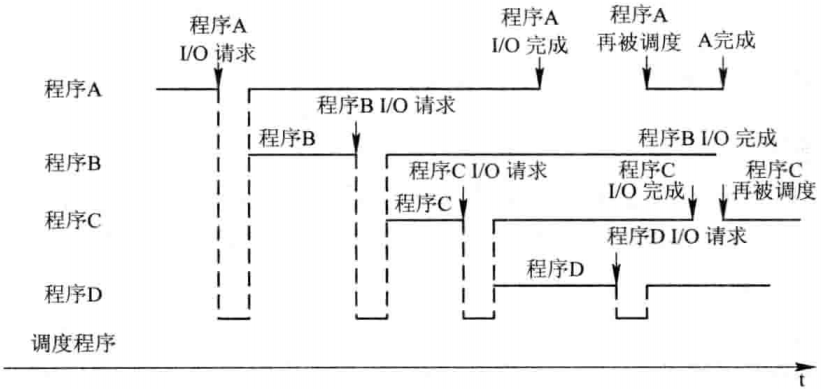 程序A
I/O 请求
程序A
I/O 完成
程序A
再被调度
A完成
程序A
程序B I/O 请求
程序B
程序B I/O 完成
程序B
程序C I/O 请求
程序C
I/O 完成
程序C
再被调度
程序C
程序C
程序D I/O 请求
程序D
程序D
调度程序
t